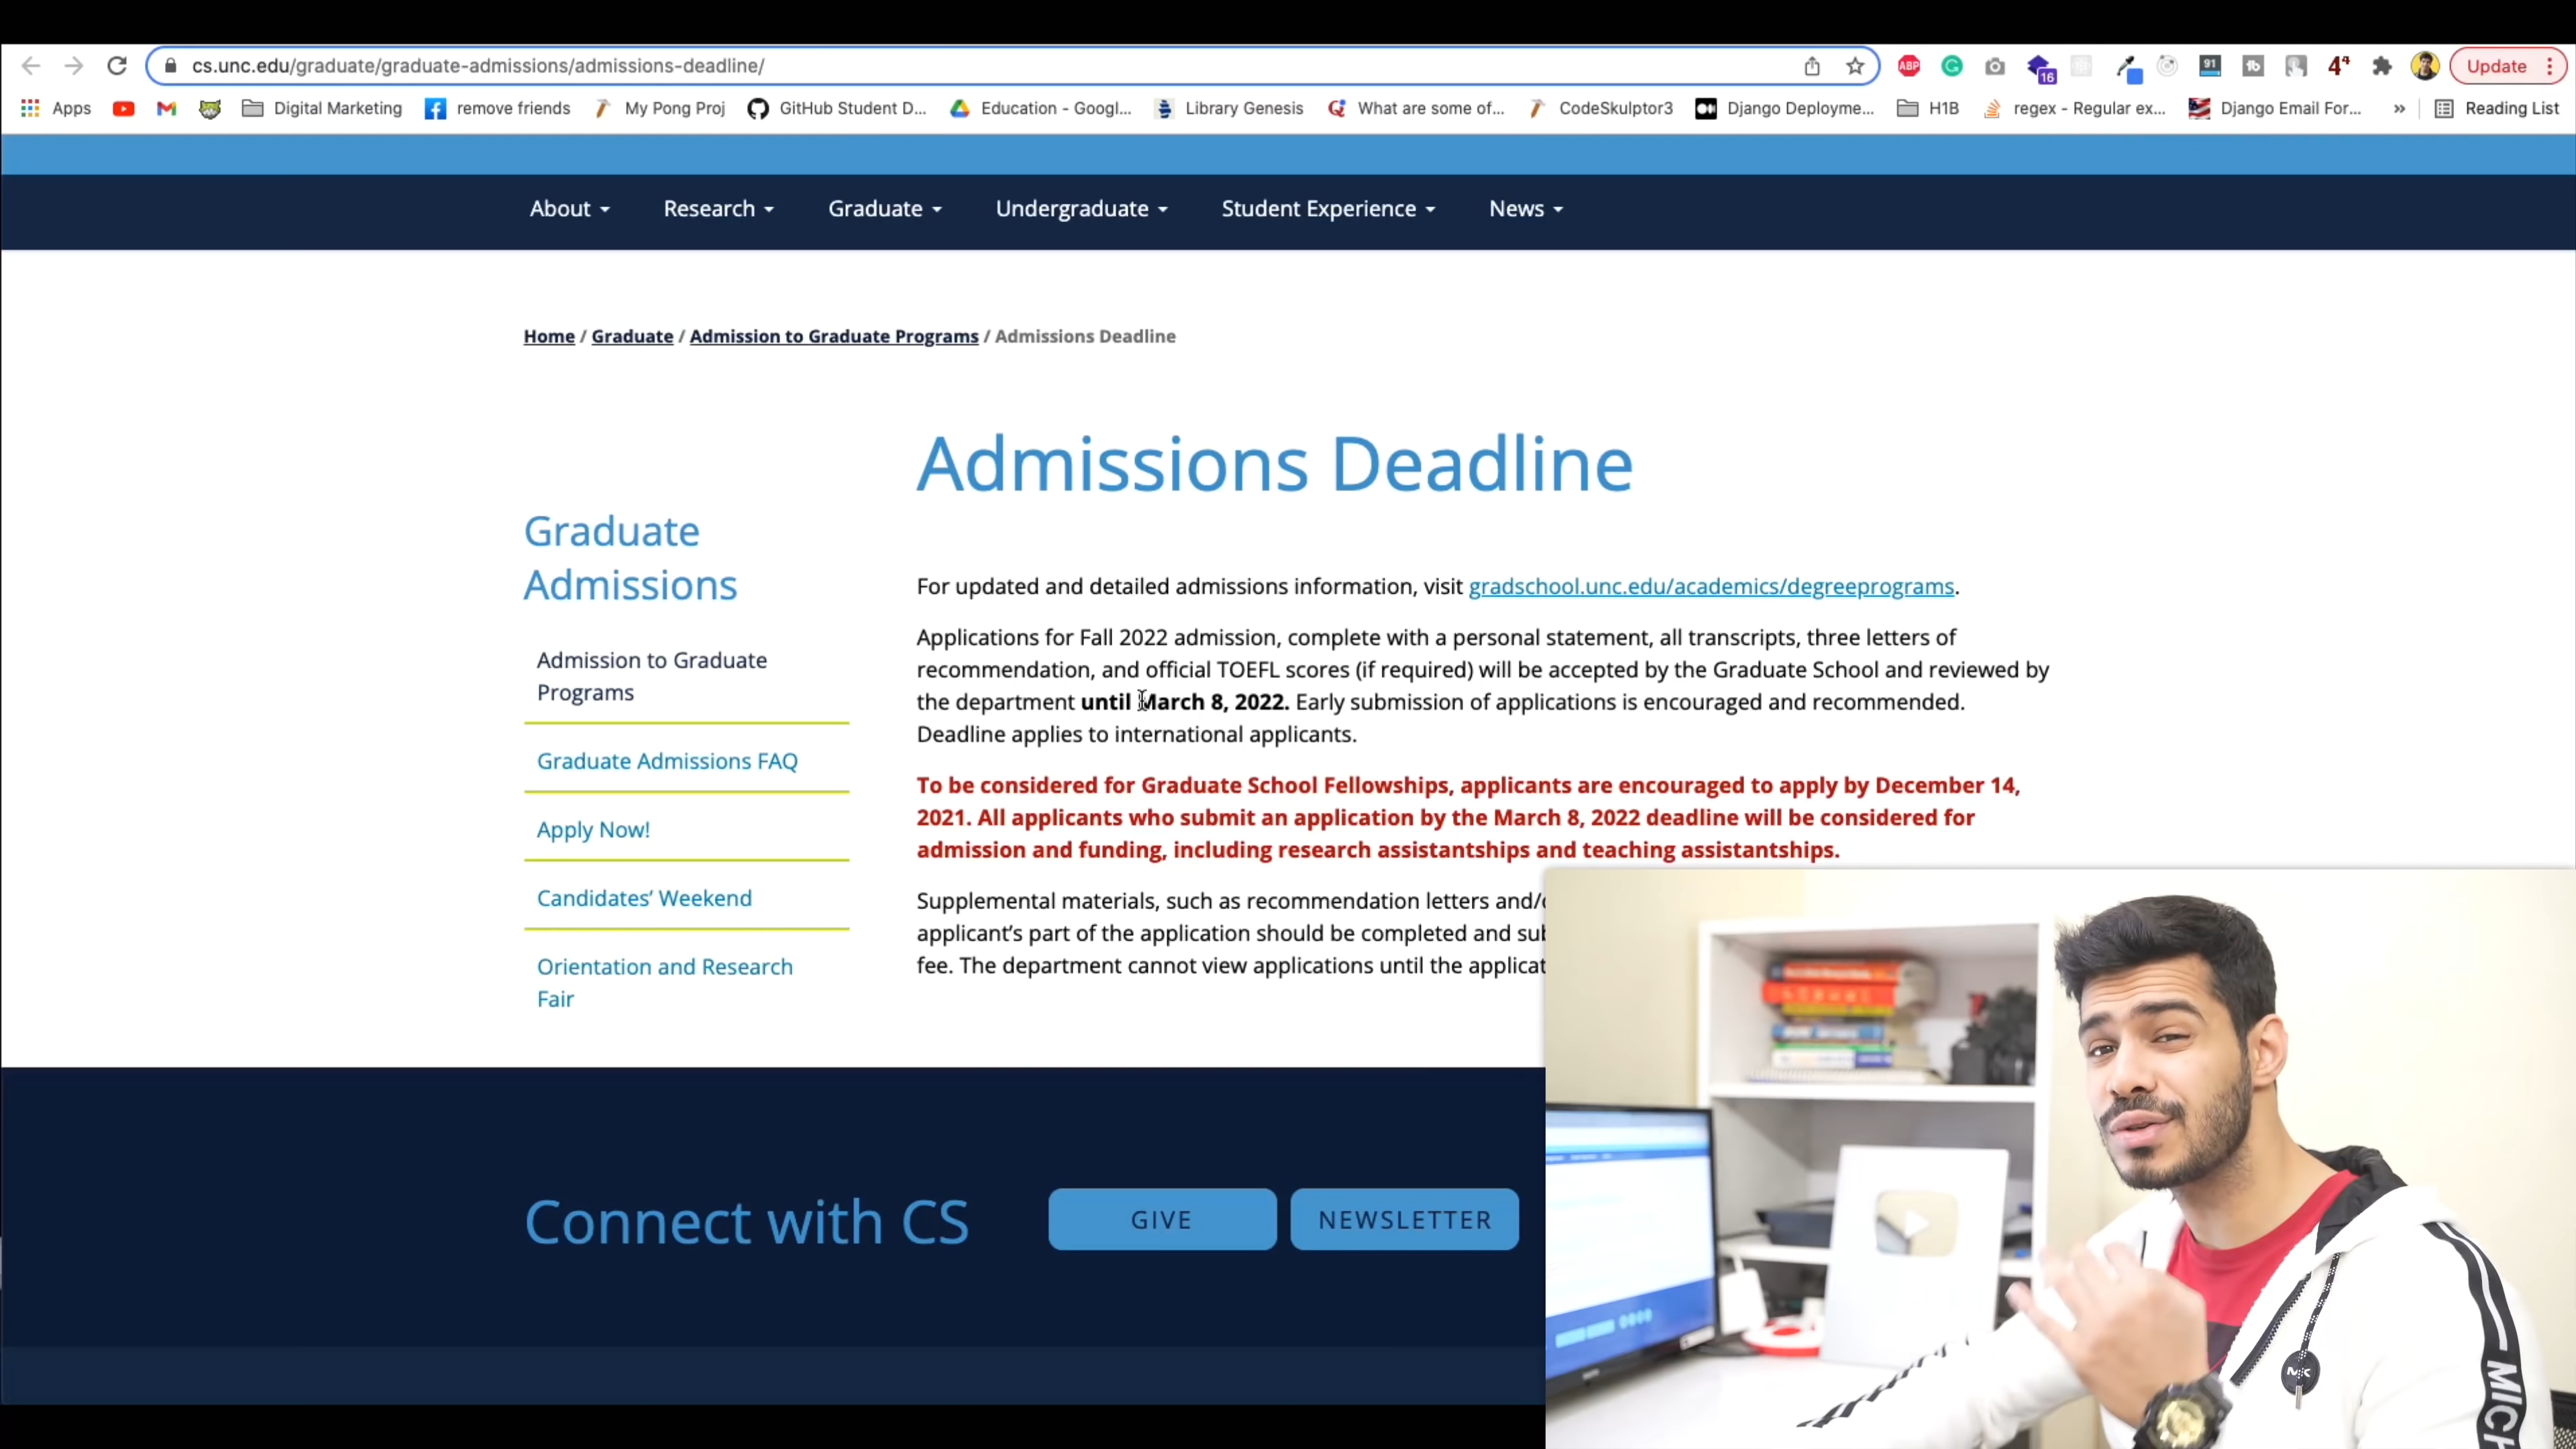 cs.unc.edu/graduate/graduate-admissions/admissions-deadline/
ABP
16
91
4⁴
Update
Apps
Digital Marketing
remove friends
My Pong Proj
GitHub Student D...
Education - Googl...
Library Genesis
What are some of...
CodeSkulptor3
Django Deployme...
H1B
regex - Regular ex...
Django Email For...
»
Reading List
About
Research
Graduate
Undergraduate
Student Experience
News
Home / Graduate / Admission to Graduate Programs / Admissions Deadline
Admissions Deadline
Graduate
Admissions
Admission to Graduate
Programs
Graduate Admissions FAQ
Apply Now!
Candidates’ Weekend
Orientation and Research
Fair
For updated and detailed admissions information, visit gradschool.unc.edu/academics/degreeprograms.
Applications for Fall 2022 admission, complete with a personal statement, all transcripts, three letters of
recommendation, and official TOEFL scores (if required) will be accepted by the Graduate School and reviewed by
the department until March 8, 2022. Early submission of applications is encouraged and recommended.
Deadline applies to international applicants.
To be considered for Graduate School Fellowships, applicants are encouraged to apply by December 14,
2021. All applicants who submit an application by the March 8, 2022 deadline will be considered for
admission and funding, including research assistantships and teaching assistantships.
Supplemental materials, such as recommendation letters and/
applicant’s part of the application should be completed and
fee. The department cannot view applications until the
Connect with CS
GIVE
NEWSLETTER
MK